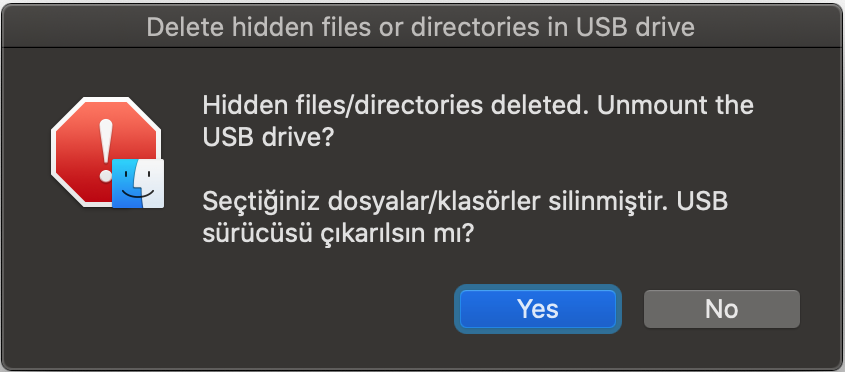 Delete hidden files or directories in USB drive
Hidden files/directories deleted. Unmount the
USB drive?
Seçtiğiniz dosyalar/klasörler silinmiştir. USB
sürücüsü çıkarılsın mı?
Yes
No